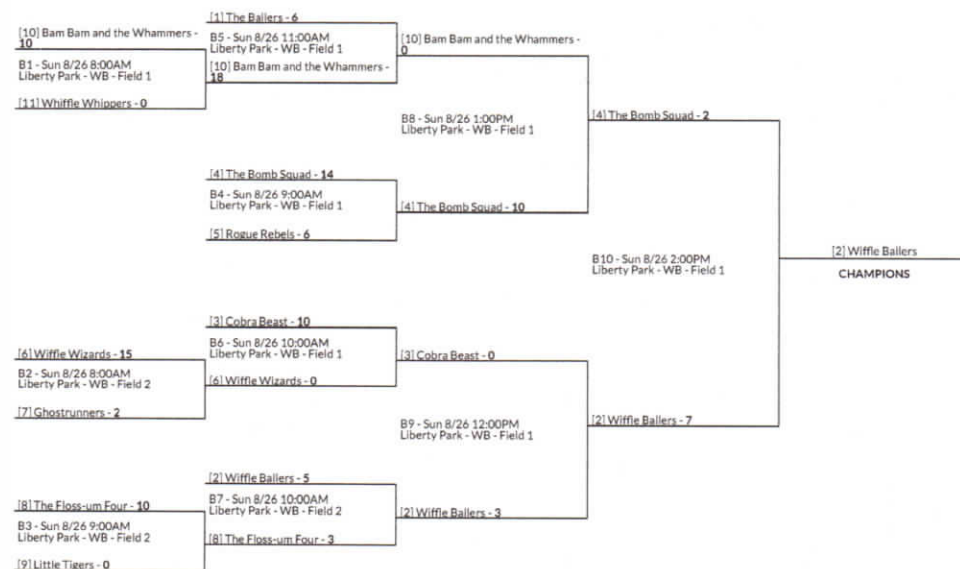 [10] Bam Bam and the Whammers -
10
B1 - Sun 8/26 8:00AM
Liberty Park - WB - Field 1
[11] Whiffle Whippers - 0
[6] Wiffle Wizards - 15
B2 - Sun 8/26 8:00AM
Liberty Park - WB - Field 2
[7] Ghostrunners - 2
[8] The Floss-um Four - 10
B3 - Sun 8/26 9:00AM
Liberty Park - WB - Field 2
[9] Little Tigers - 0
[1] The Ballers - 6
B5 - Sun 8/26 11:00AM
Liberty Park - WB - Field 1
[10] Bam Bam and the Whammers -
18
[4] The Bomb Squad - 14
B4 - Sun 8/26 9:00AM
Liberty Park - WB - Field 1
[5] Rogue Rebels - 6
[3] Cobra Beast - 10
B6 - Sun 8/26 10:00AM
Liberty Park - WB - Field 1
[6] Wiffle Wizards - 0
[2] Wiffle Ballers - 5
B7 - Sun 8/26 10:00AM
Liberty Park - WB - Field 2
[8] The Floss-um Four - 3
[10] Bam Bam and the Whammers -
0
B8 - Sun 8/26 1:00PM
Liberty Park - WB - Field 1
[4] The Bomb Squad - 10
[3] Cobra Beast - 0
B9 - Sun 8/26 12:00PM
Liberty Park - WB - Field 1
[2] Wiffle Ballers - 3
[4] The Bomb Squad - 2
B10 - Sun 8/26 2:00PM
Liberty Park - WB - Field 1
[2] Wiffle Ballers - 7
[2] Wiffle Ballers
CHAMPIONS